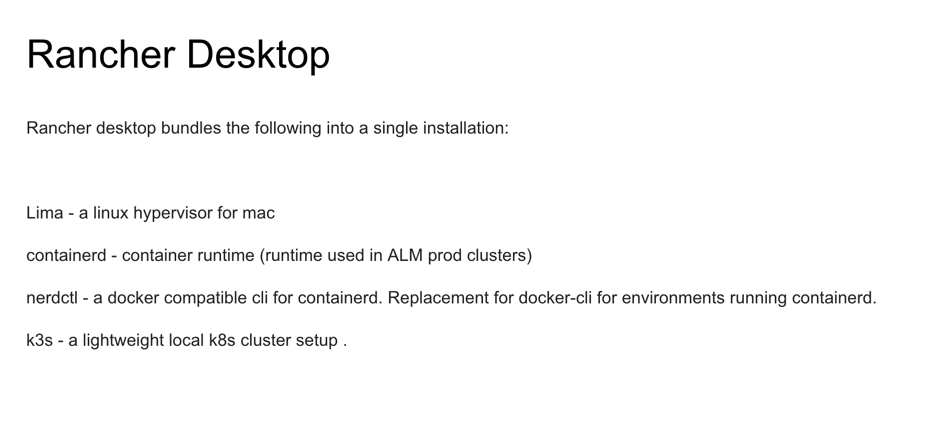 Rancher Desktop
Rancher desktop bundles the following into a single installation:
Lima - a linux hypervisor for mac
containerd - container runtime (runtime used in ALM prod clusters)
nerdctl - a docker compatible cli for containerd. Replacement for docker-cli for environments running containerd.
k3s - a lightweight local k8s cluster setup .